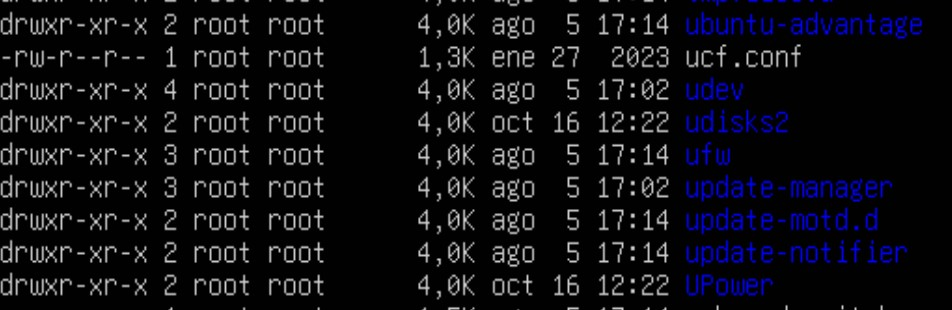 drwxr-xr-x 2 root root 4,0K ago 5 17:14 ubuntu-advantage
-rw-r--r-- 1 root root 1,3K ene 27 2023 ucf.conf
drwxr-xr-x 4 root root 4,0K ago 5 17:02 udev
drwxr-xr-x 2 root root 4,0K oct 16 12:22 udisks2
drwxr-xr-x 3 root root 4,0K ago 5 17:14 ufw
drwxr-xr-x 3 root root 4,0K ago 5 17:02 update-manager
drwxr-xr-x 2 root root 4,0K ago 5 17:14 update-motd.d
drwxr-xr-x 2 root root 4,0K ago 5 17:14 update-notifier
drwxr-xr-x 2 root root 4,0K oct 16 12:22 UPower